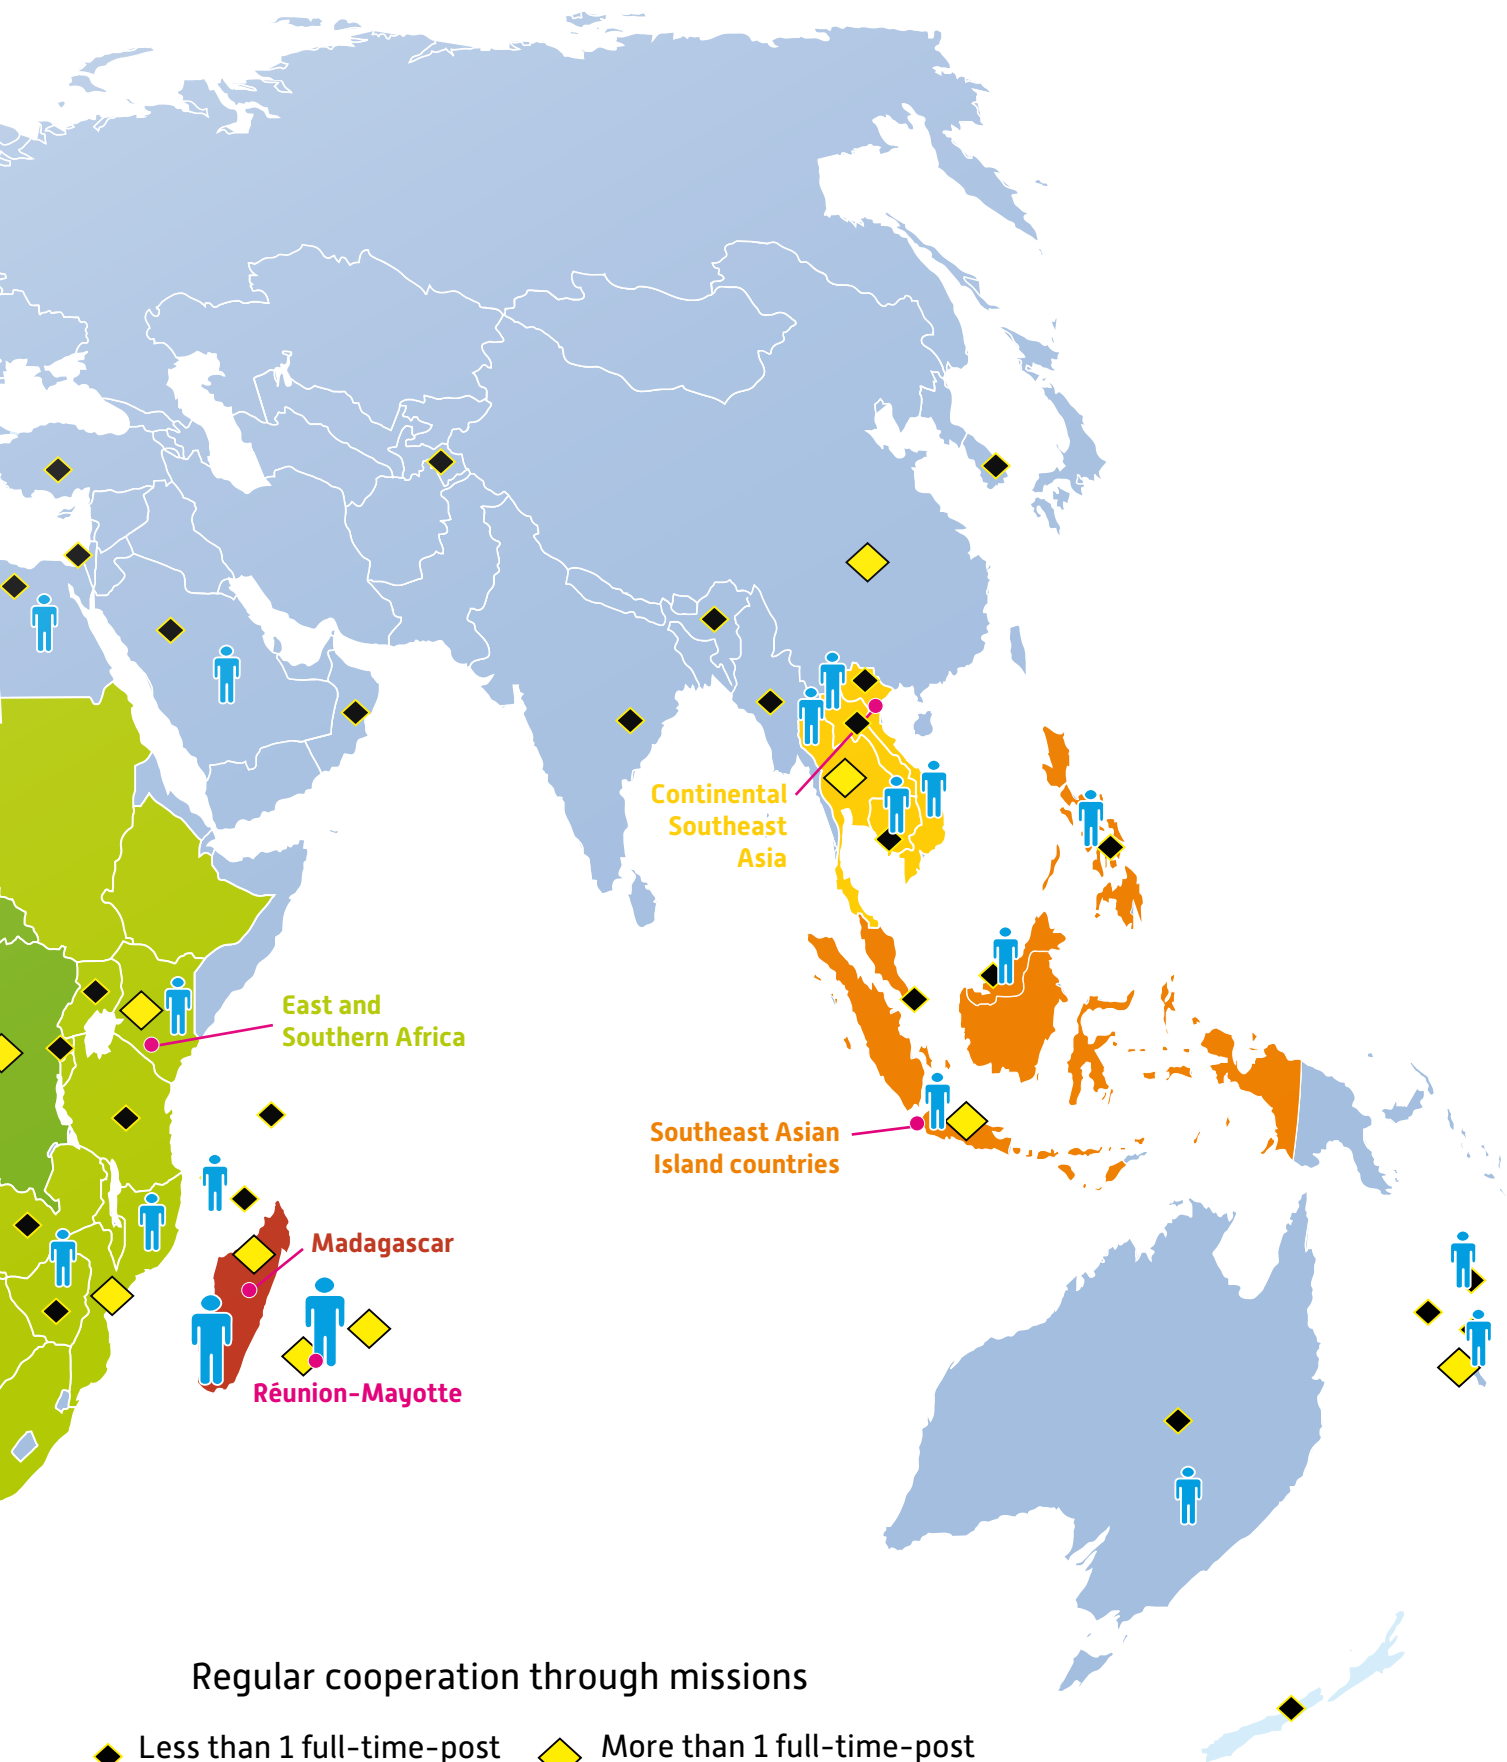 Continental
Southeast
Asia
East and
Southern Africa
Southeast Asian
Island countries
Madagascar
Réunion-Mayotte
Regular cooperation through missions
Less than 1 full-time-post
More than 1 full-time-post